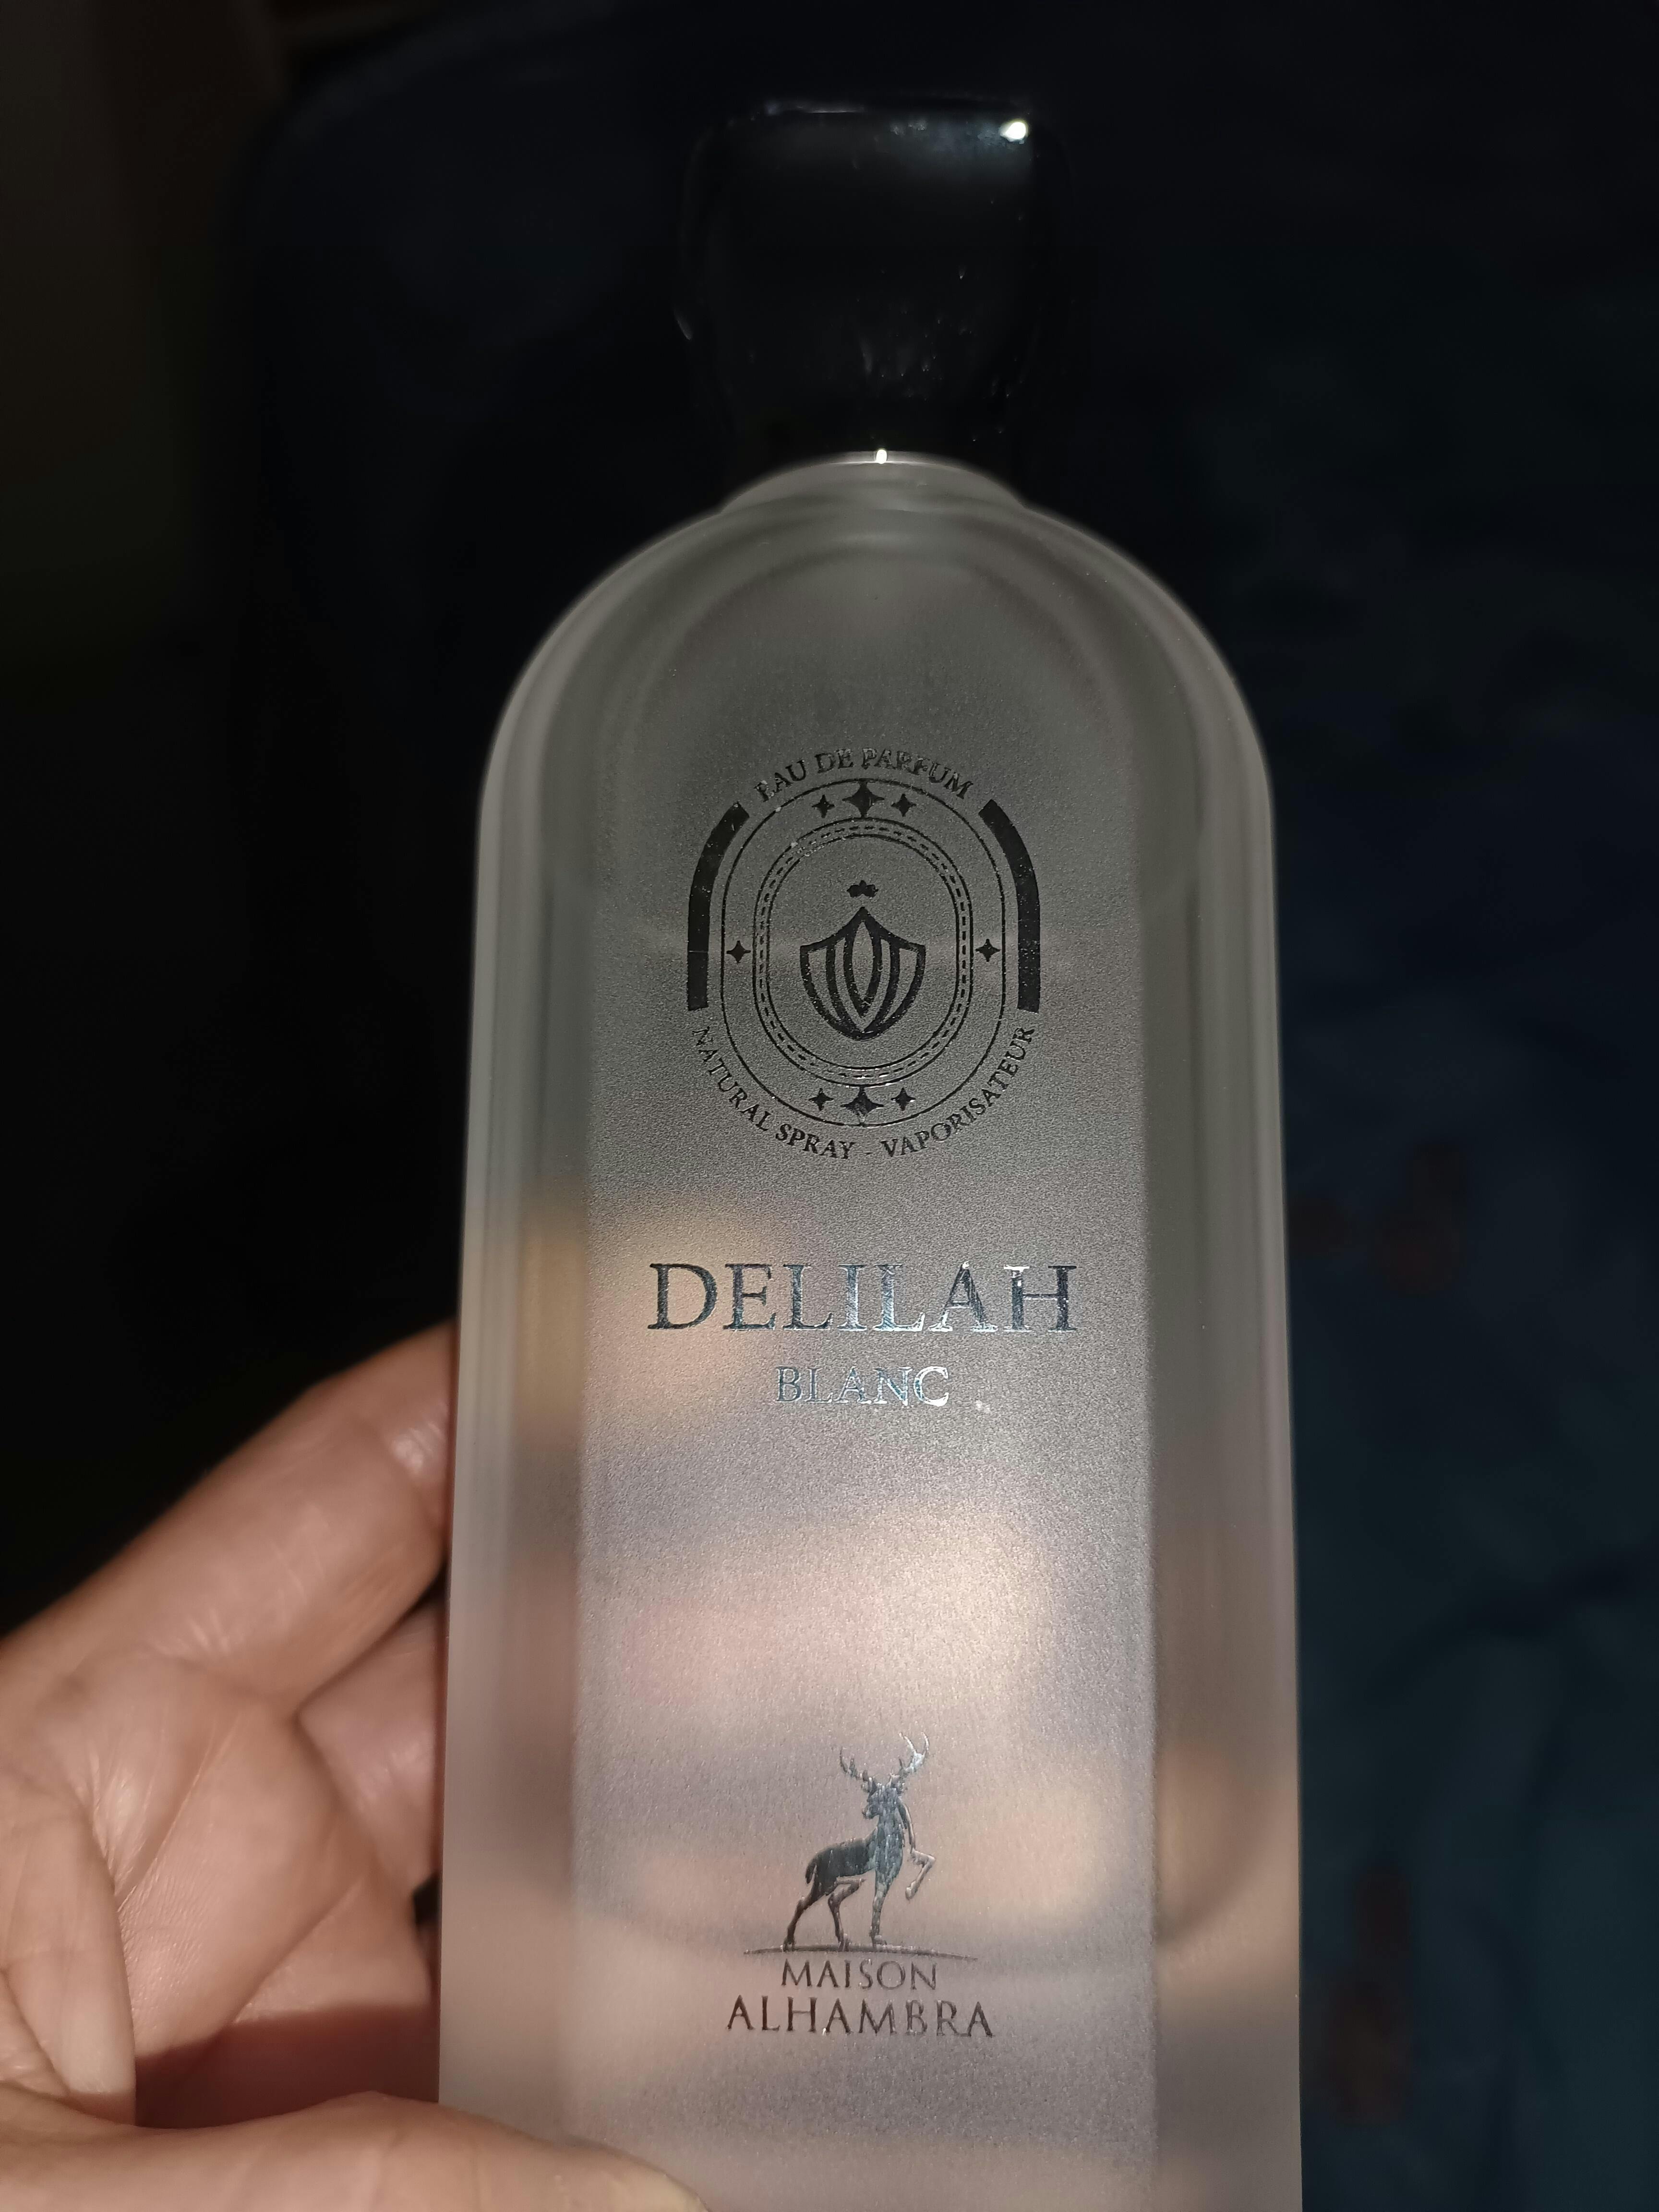 EAU DE PARFUM
NATURAL SPRAY - VAPORISATEUR
DELILAH
BLANC
MAISON
ALHAMBRA